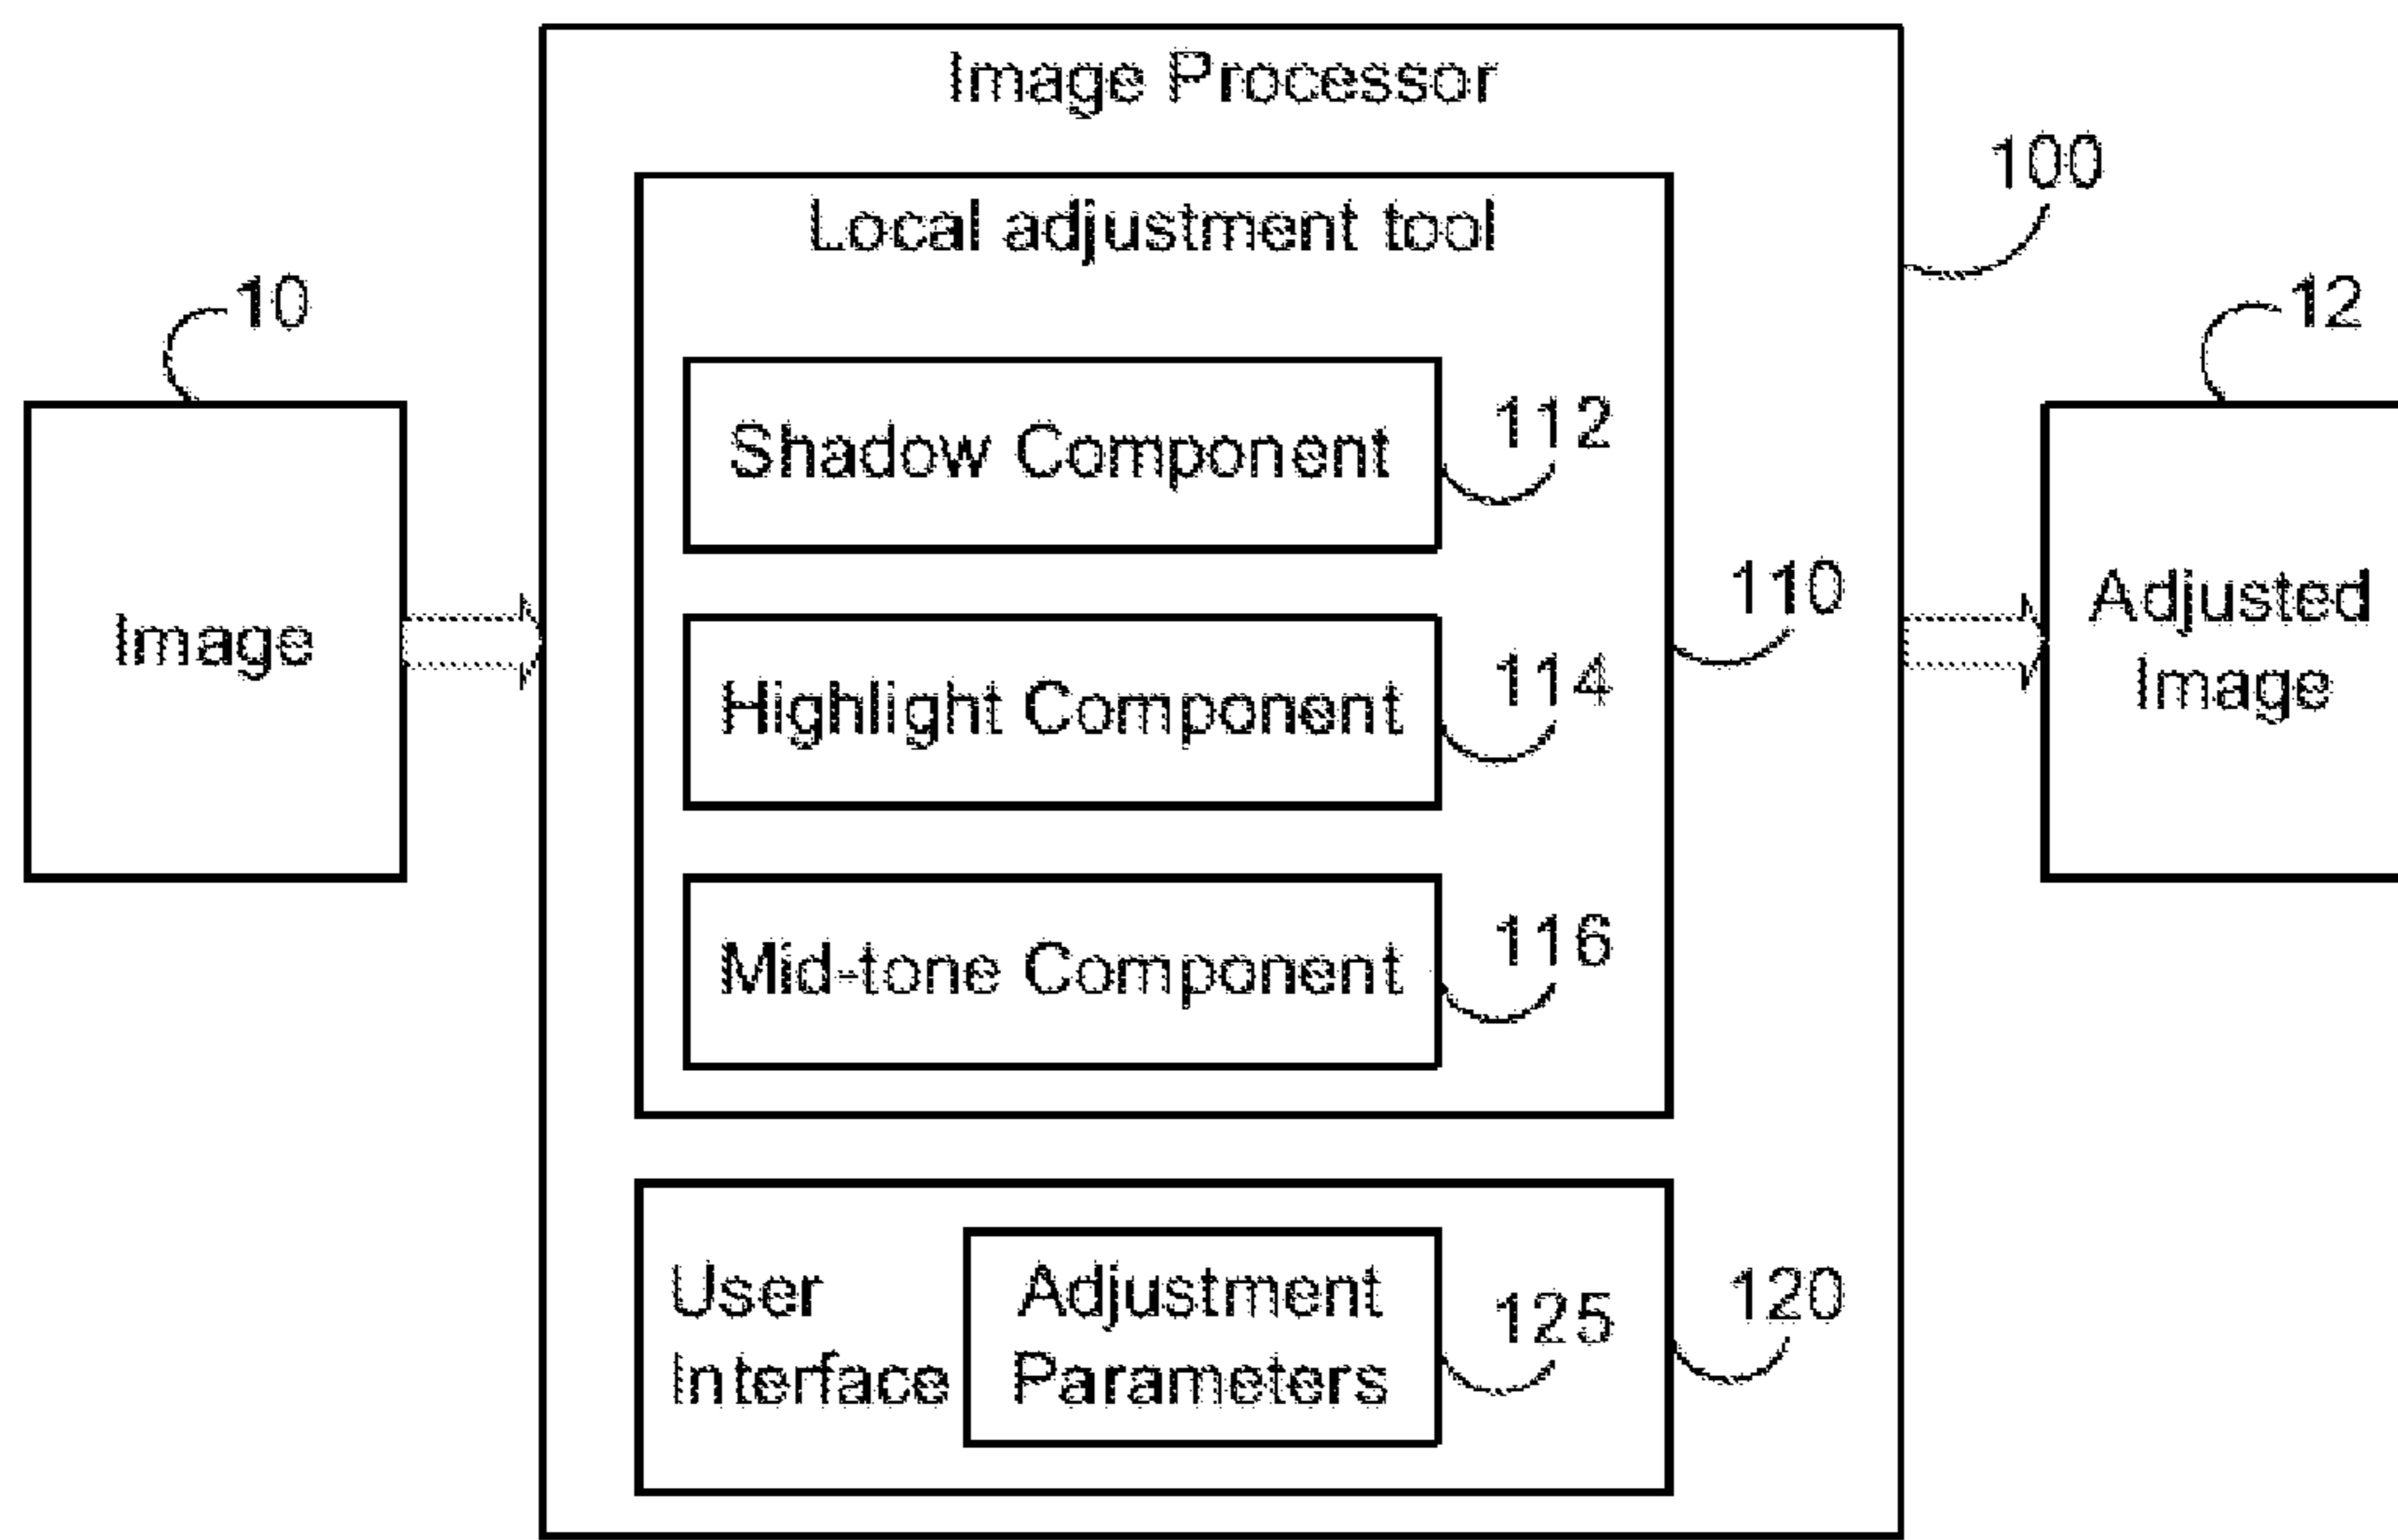 Image Processor
Local adjustment tool
100
10
12
Shadow Component
112
Image
110
Adjusted
Image
Highlight Component
114
Mid-tone Component
116
User
Interface
Adjustment
Parameters
125
120